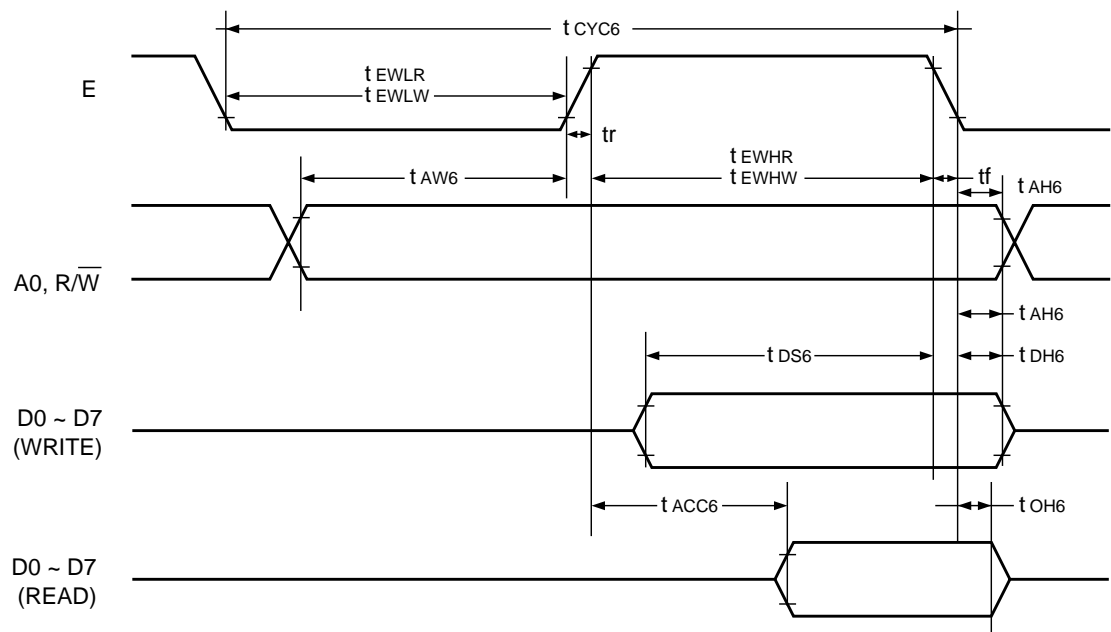 t CYC6
E
t EWLR
t EWLW
tr
t EWHR
t EWHW
tf
t AW6
t AH6
A0, R/W̅
t AH6
t DS6
t DH6
D0 ~ D7
(WRITE)
t ACC6
t OH6
D0 ~ D7
(READ)